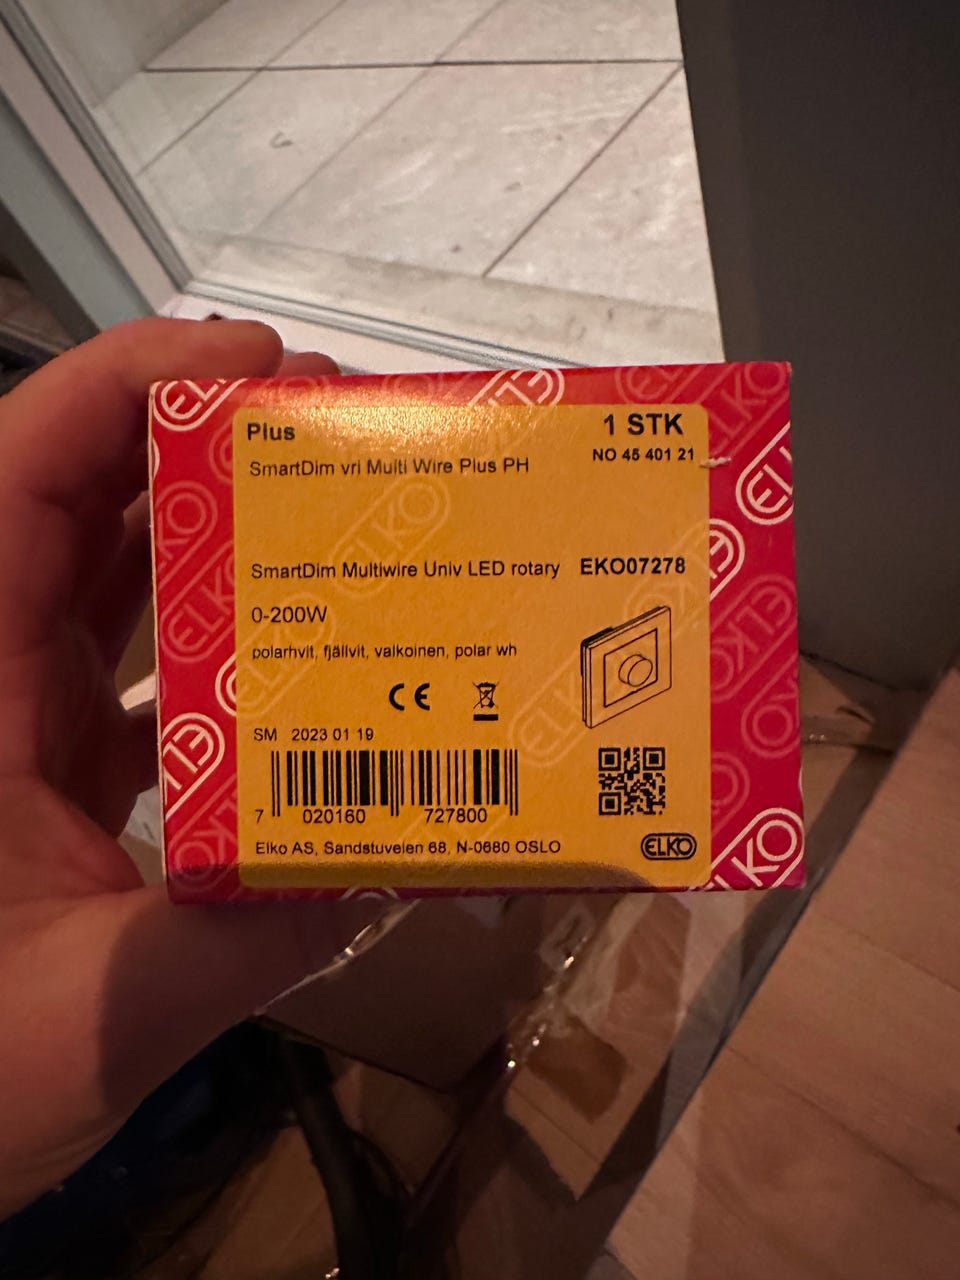 Plus
1 STK
SmartDim vri Multi Wire Plus PH
NO 45 401 21
SmartDim Multiwire Univ LED rotary EKO07278
0-200W
polarhvit, fjällvit, valkoinen, polar wh
CE
SM 2023 01 19
7 020160 727800
Elko AS, Sandstuveien 68, N-0680 OSLO
ELKO